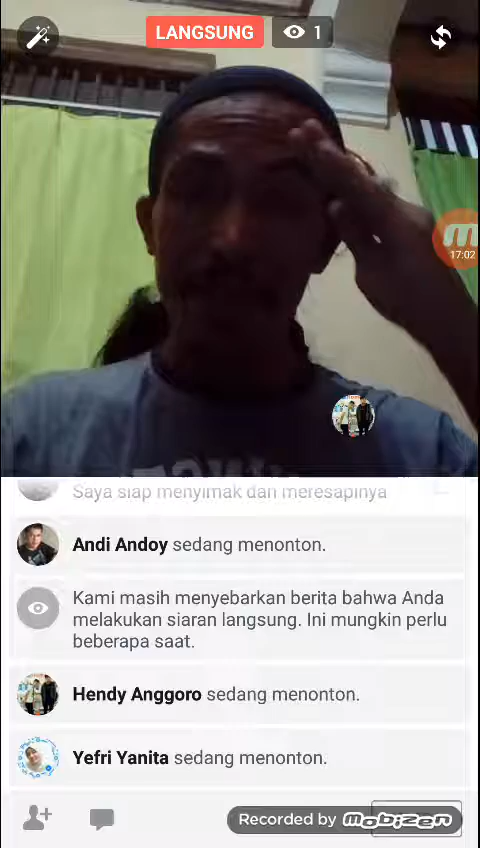 LANGSUNG
1
17:02
Saya siap menyimak dan meresapinya
Andi Andoy sedang menonton.
Kami masih menyebarkan berita bahwa Anda
melakukan siaran langsung. Ini mungkin perlu
beberapa saat.
Hendy Anggoro sedang menonton.
Yefri Yanita sedang menonton.
Recorded by Mobizen